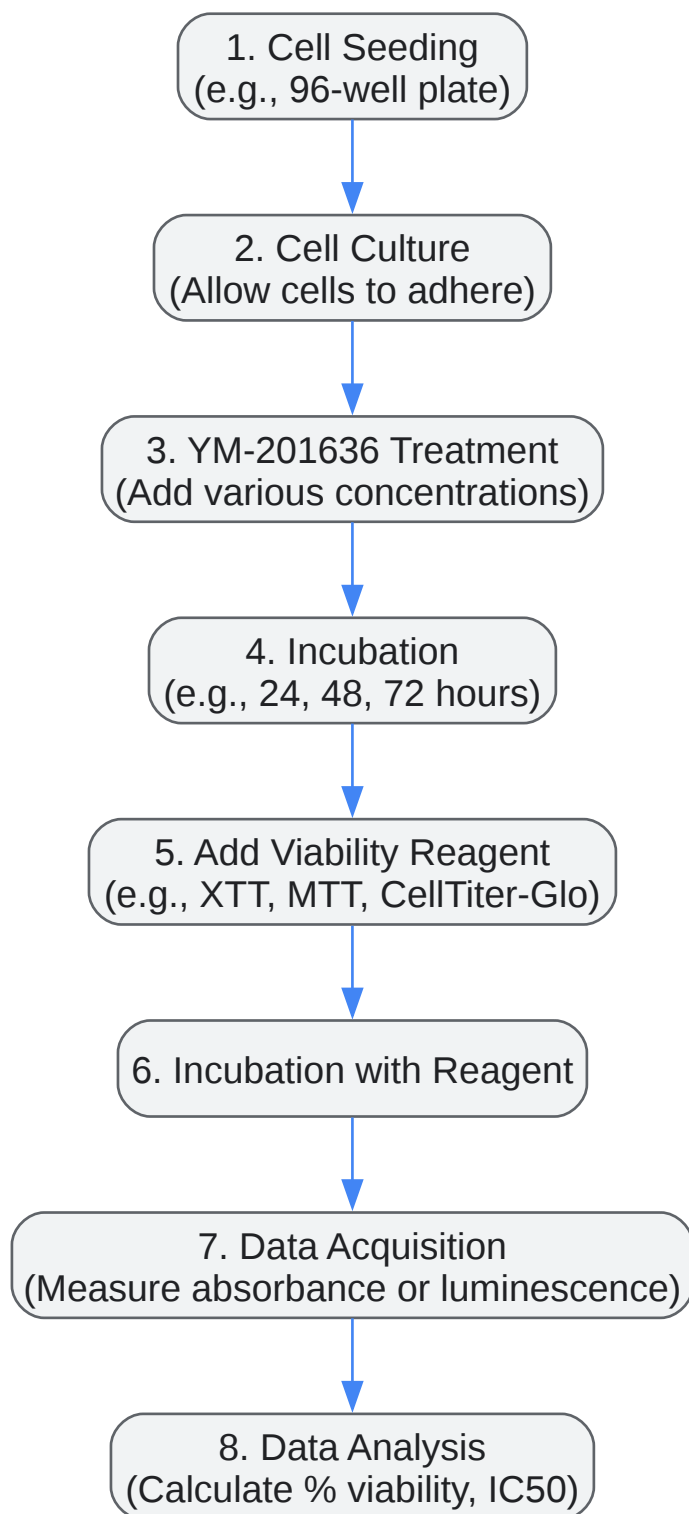 1. Cell Seeding
(e.g., 96-well plate)
2. Cell Culture
(Allow cells to adhere)
3. YM-201636 Treatment
(Add various concentrations)
4. Incubation
(e.g., 24, 48, 72 hours)
5. Add Viability Reagent
(e.g., XTT, MTT, CellTiter-Glo)
6. Incubation with Reagent
7. Data Acquisition
(Measure absorbance or luminescence)
8. Data Analysis
(Calculate % viability, IC50)